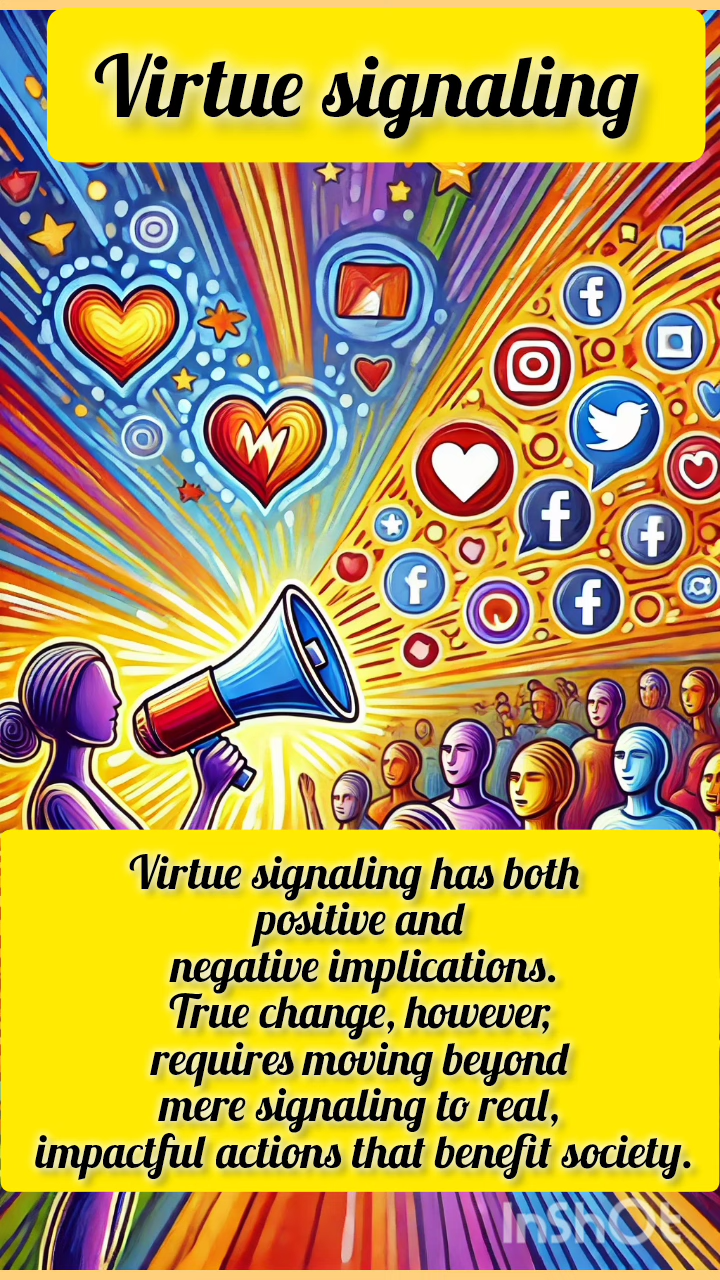 Virtue signaling
Virtue signaling has both
positive and
negative implications.
True change, however,
requires moving beyond
mere signaling to real,
impactful actions that benefit society.
InShOt